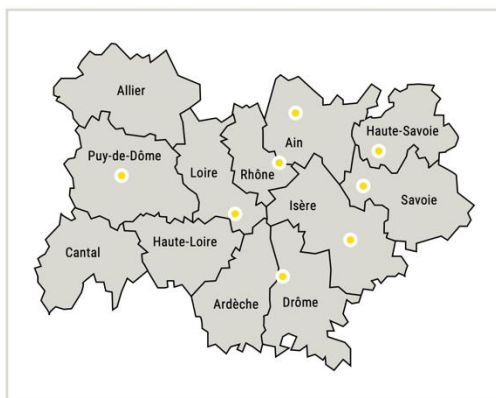 Allier
Haute-Savoie
Ain
Puy-de-Dôme
Loire
Rhône
Savoie
Isère
Haute-Loire
Cantal
Ardèche
Drôme